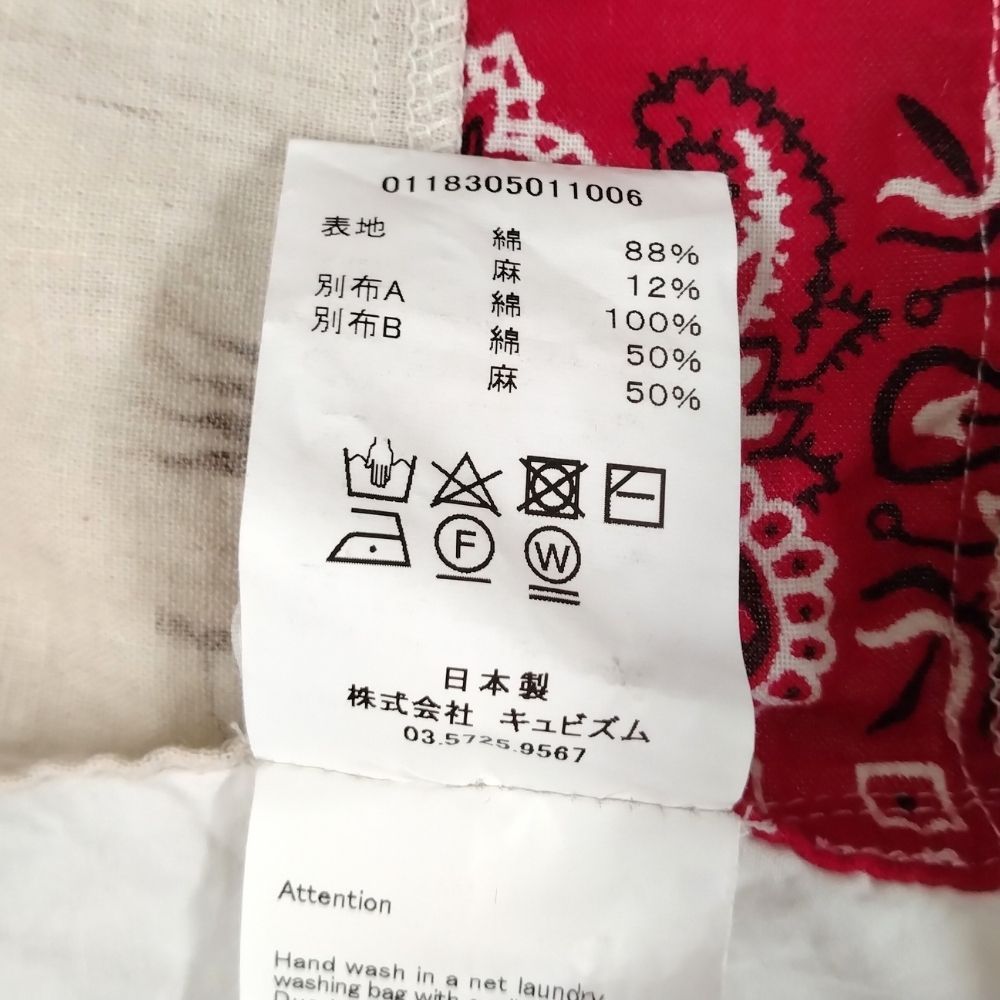 0118305011006
表地 綿 88%
麻 12%
別布A 綿 100%
別布B 綿 50%
麻 50%
F
W
日本製
株式会社 キュビズム
03.5725.9567
Attention
Hand wash in a net laundry
washing bag with